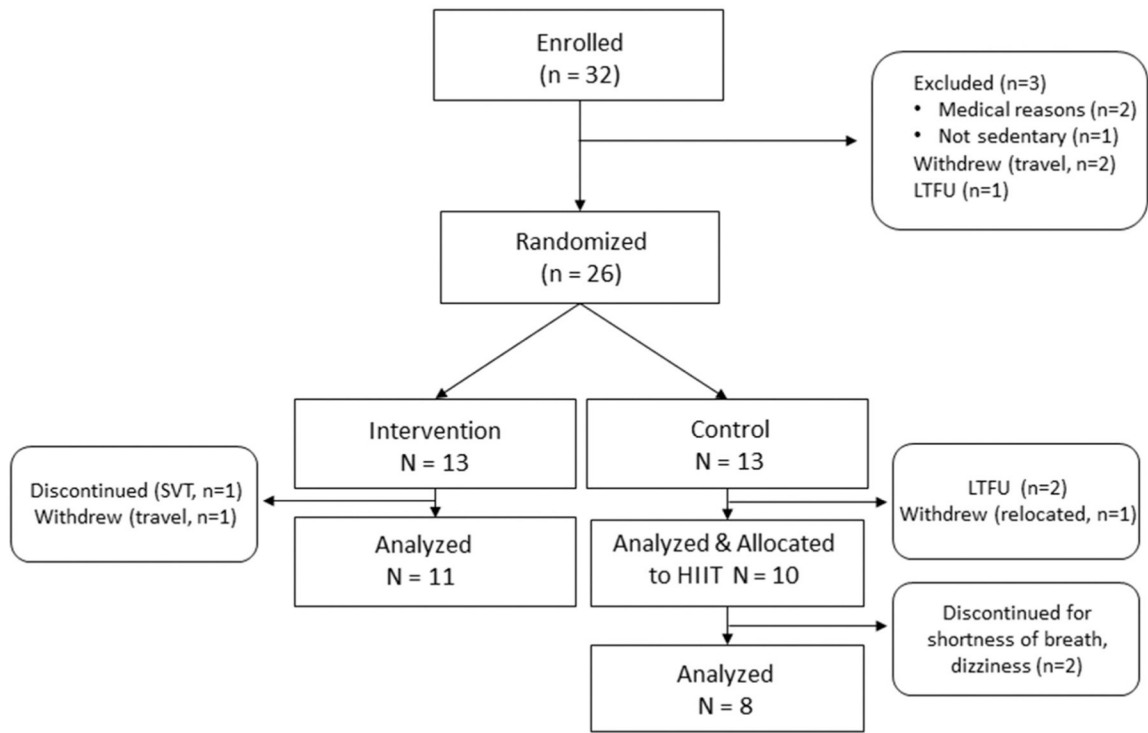 Enrolled
(n = 32)
Excluded (n=3)
• Medical reasons (n=2)
• Not sedentary (n=1)
Withdrew (travel, n=2)
LTFU (n=1)
Randomized
(n = 26)
Intervention
N = 13
Control
N = 13
Discontinued (SVT, n=1)
Withdrew (travel, n=1)
LTFU (n=2)
Withdrew (relocated, n=1)
Analyzed
N = 11
Analyzed & Allocated
to HIIT N = 10
Discontinued for
shortness of breath,
dizziness (n=2)
Analyzed
N = 8